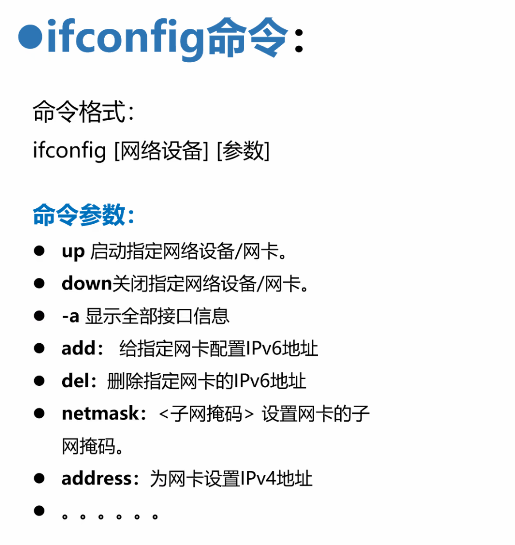 ●ifconfig命令：
命令格式：
ifconfig [网络设备] [参数]
命令参数：
● up 启动指定网络设备/网卡。
● down关闭指定网络设备/网卡。
● -a 显示全部接口信息
● add： 给指定网卡配置IPv6地址
● del：删除指定网卡的IPv6地址
● netmask：<子网掩码> 设置网卡的子
网掩码。
● address：为网卡设置IPv4地址
● 。。。。。。